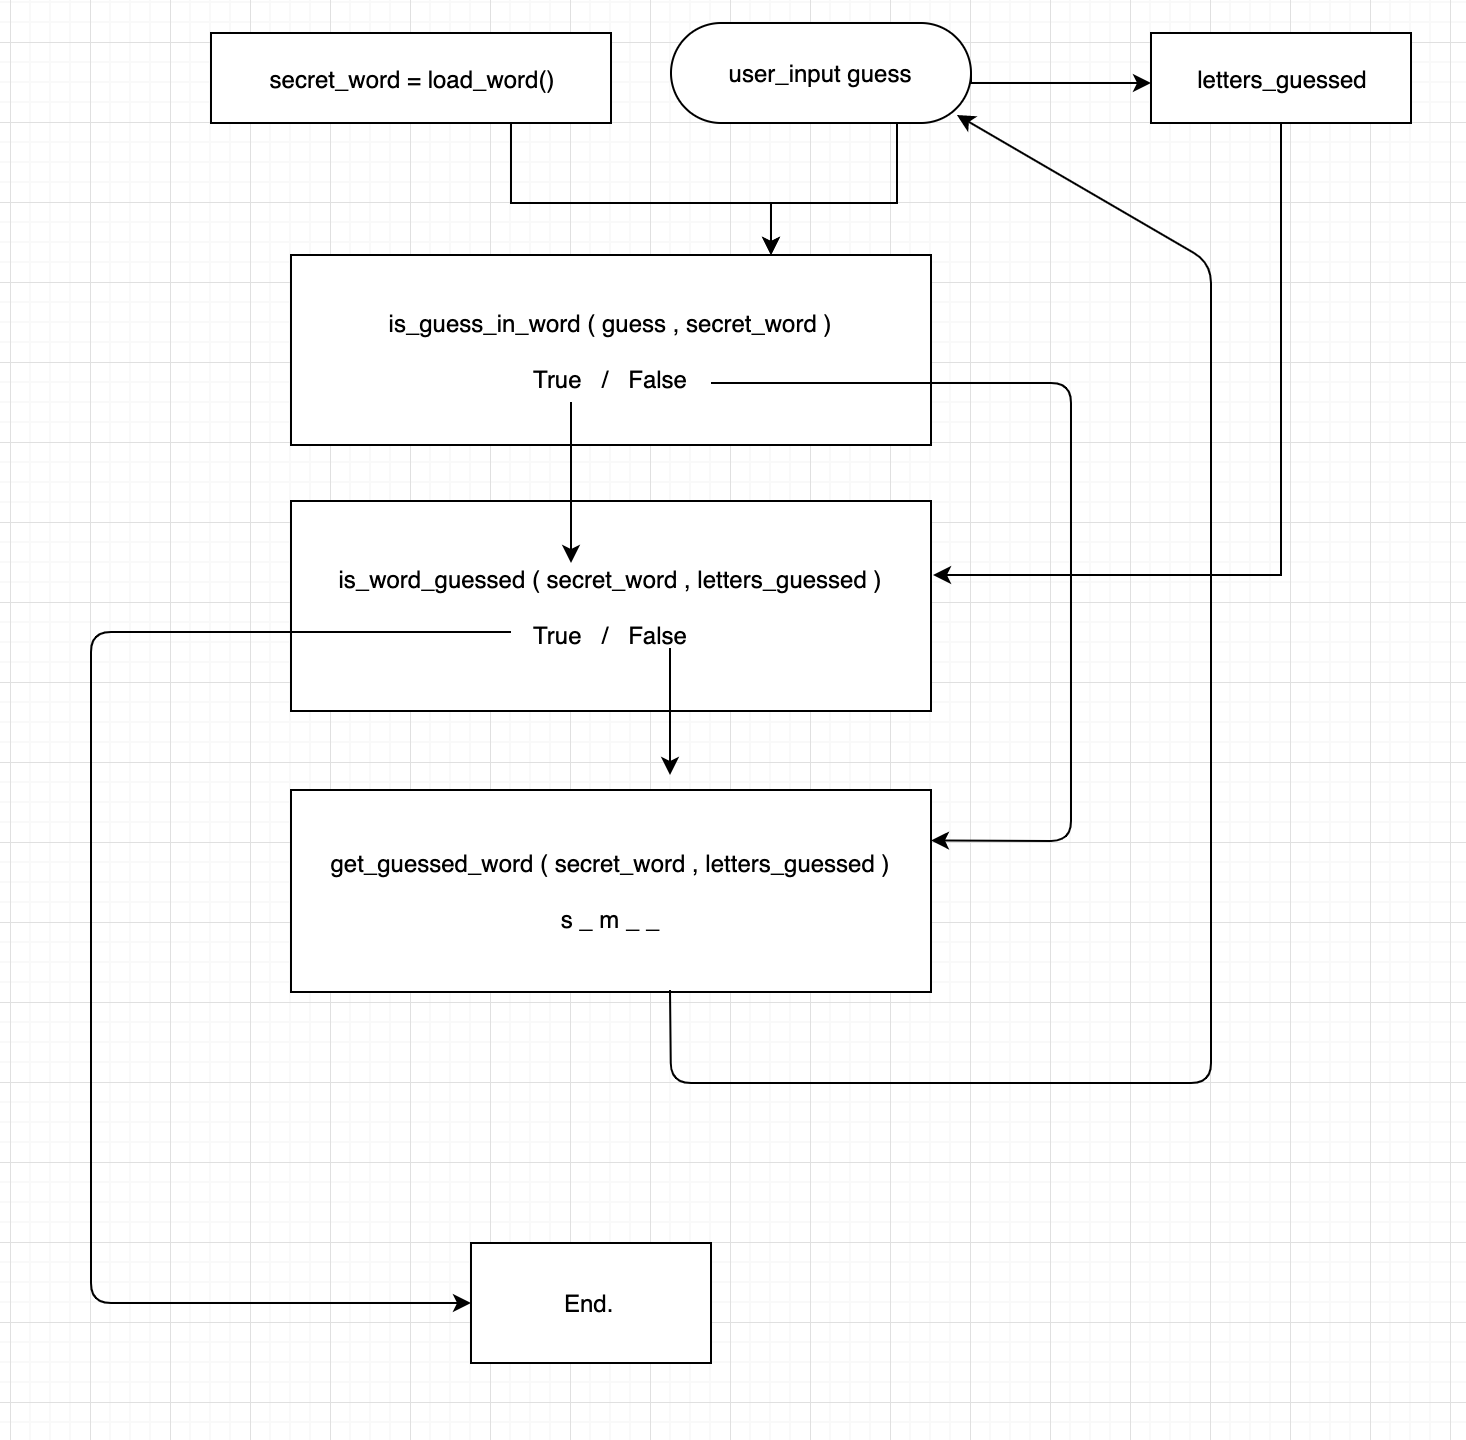 secret_word = load_word()
user_input guess
letters_guessed
is_guess_in_word ( guess , secret_word )
True / False
is_word_guessed ( secret_word , letters_guessed )
True / False
get_guessed_word ( secret_word , letters_guessed )
s _ m _ _
End.